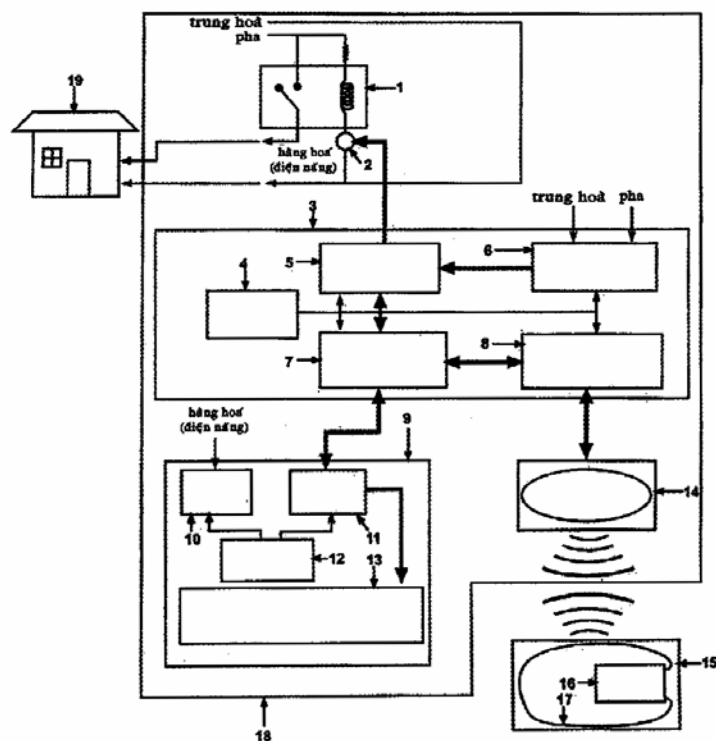 trung hoà
pha
19
1
hàng hoá
(điện năng)
2
3
trung hoà pha
4
5
6
7
8
hàng hoá
(điện năng)
9
10
11
12
13
14
15
16
17
18